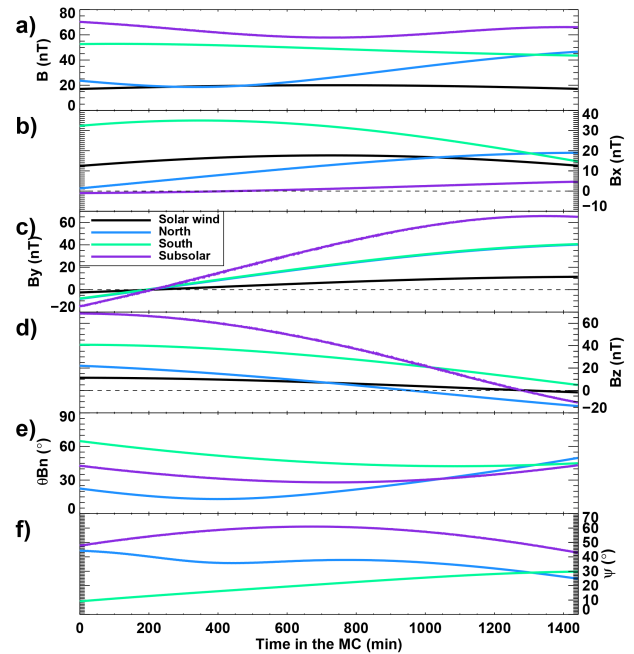 a)
80
60
40
20
0
B (nT)
b)
40
30
20
10
0
−10
Bx (nT)
c)
60
40
20
0
−20
By (nT)
Solar wind
North
South
Subsolar
d)
60
40
20
0
−20
Bz (nT)
e)
90
60
30
0
θBn (°)
f)
70
60
50
40
30
20
10
0
ψ (°)
0 200 400 600 800 1000 1200 1400
Time in the MC (min)